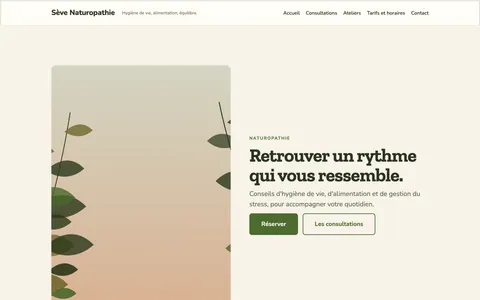 Sève Naturopathie
Hygiène de vie, alimentation, équilibre.
Accueil
Consultations
Ateliers
Tarifs et horaires
Contact
NATUROPATHIE
Retrouver un rythme
qui vous ressemble.
Conseils d'hygiène de vie, d'alimentation et de gestion du
stress, pour accompagner votre quotidien.
Réserver
Les consultations